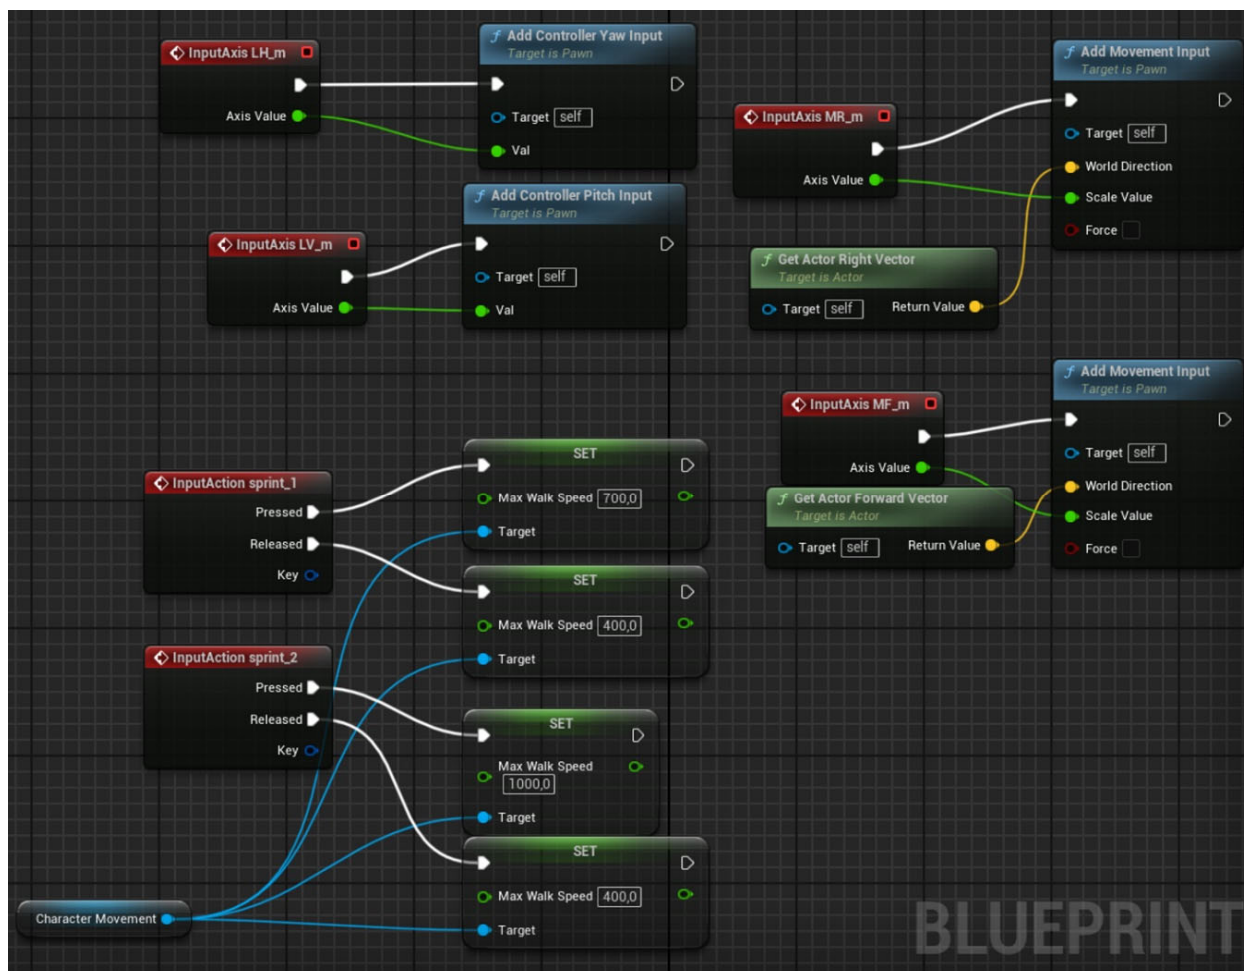 InputAxis LH_m
Axis Value
Add Controller Yaw Input
Target is Pawn
Target self
Val
InputAxis LV_m
Axis Value
Add Controller Pitch Input
Target is Pawn
Target self
Val
InputAxis MR_m
Axis Value
Add Movement Input
Target is Pawn
Target self
World Direction
Scale Value
Force
Get Actor Right Vector
Target is Actor
Target self Return Value
InputAxis MF_m
Axis Value
Add Movement Input
Target is Pawn
Target self
World Direction
Scale Value
Force
Get Actor Forward Vector
Target is Actor
Target self Return Value
InputAction sprint_1
Pressed
Released
Key
SET
Max Walk Speed 700,0
Target
SET
Max Walk Speed 400,0
Target
InputAction sprint_2
Pressed
Released
Key
SET
Max Walk Speed
1000,0
Target
SET
Max Walk Speed 400,0
Target
Character Movement
BLUEPRINT